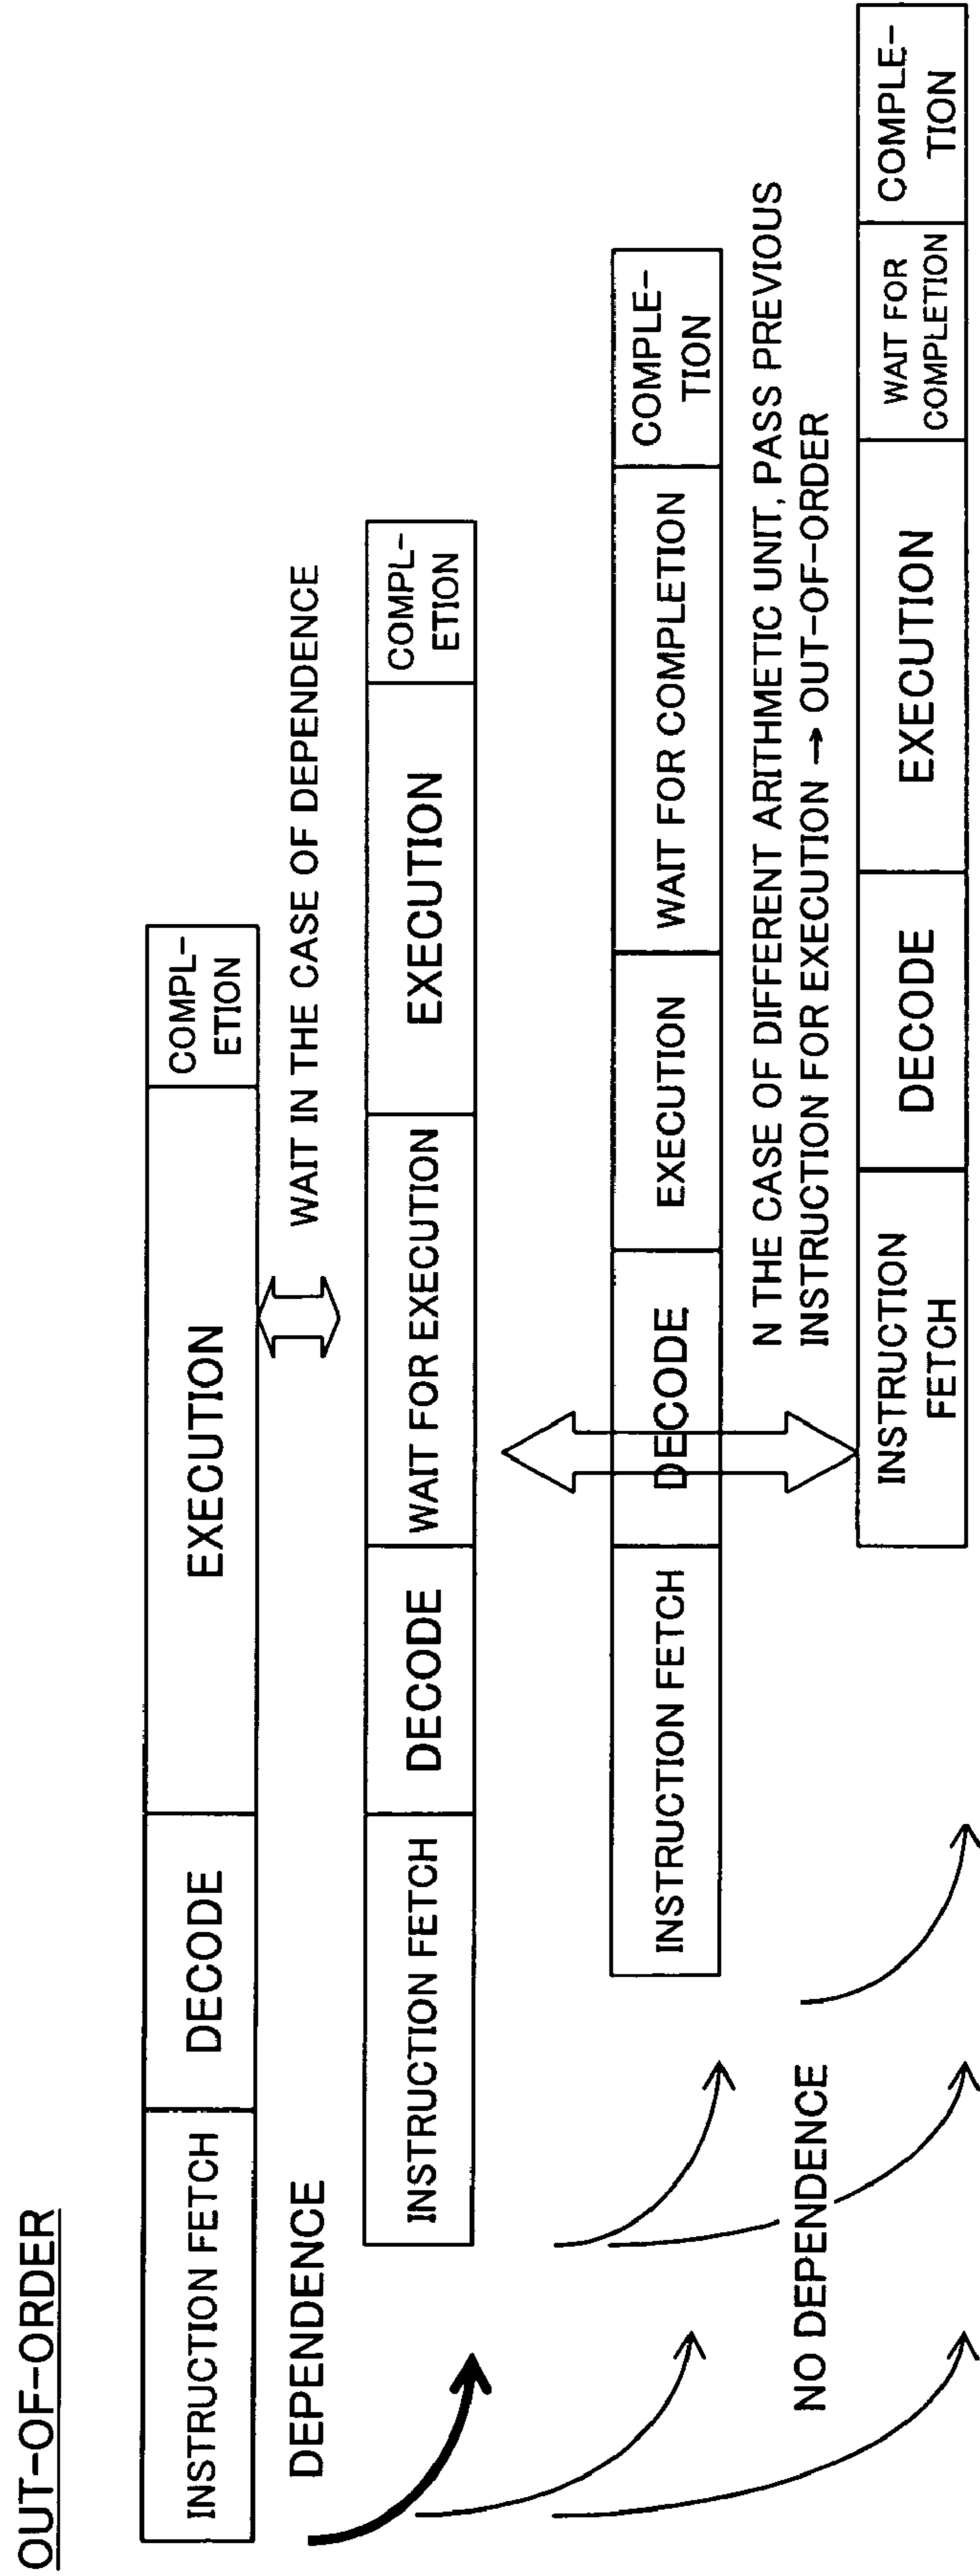 OUT-OF-ORDER
INSTRUCTION FETCH
DECODE
EXECUTION
COMPL-
ETION
DEPENDENCE
WAIT IN THE CASE OF DEPENDENCE
INSTRUCTION FETCH
DECODE
WAIT FOR EXECUTION
EXECUTION
COMPL-
ETION
INSTRUCTION FETCH
DECODE
EXECUTION
WAIT FOR COMPLETION
COMPLE-
TION
NO DEPENDENCE
N THE CASE OF DIFFERENT ARITHMETIC UNIT, PASS PREVIOUS
INSTRUCTION FOR EXECUTION → OUT-OF-ORDER
INSTRUCTION
FETCH
DECODE
EXECUTION
WAIT FOR
COMPLETION
COMPLE-
TION